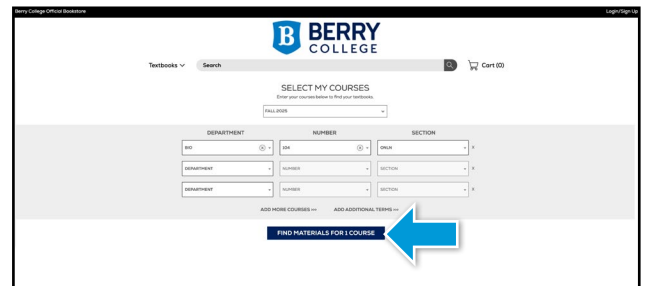 Berry College Official Bookstore Login/Sign Up
B BERRY
COLLEGE
Textbooks Search Cart (0)
SELECT MY COURSES
Enter your courses below to find your textbooks.
FALL 2025
DEPARTMENT NUMBER SECTION
BIO ONLN X
DEPARTMENT NUMBER SECTION X
DEPARTMENT NUMBER SECTION X
ADD MORE COURSES >>> ADD ADDITIONAL TERMS >>>
FIND MATERIALS FOR 1 COURSE